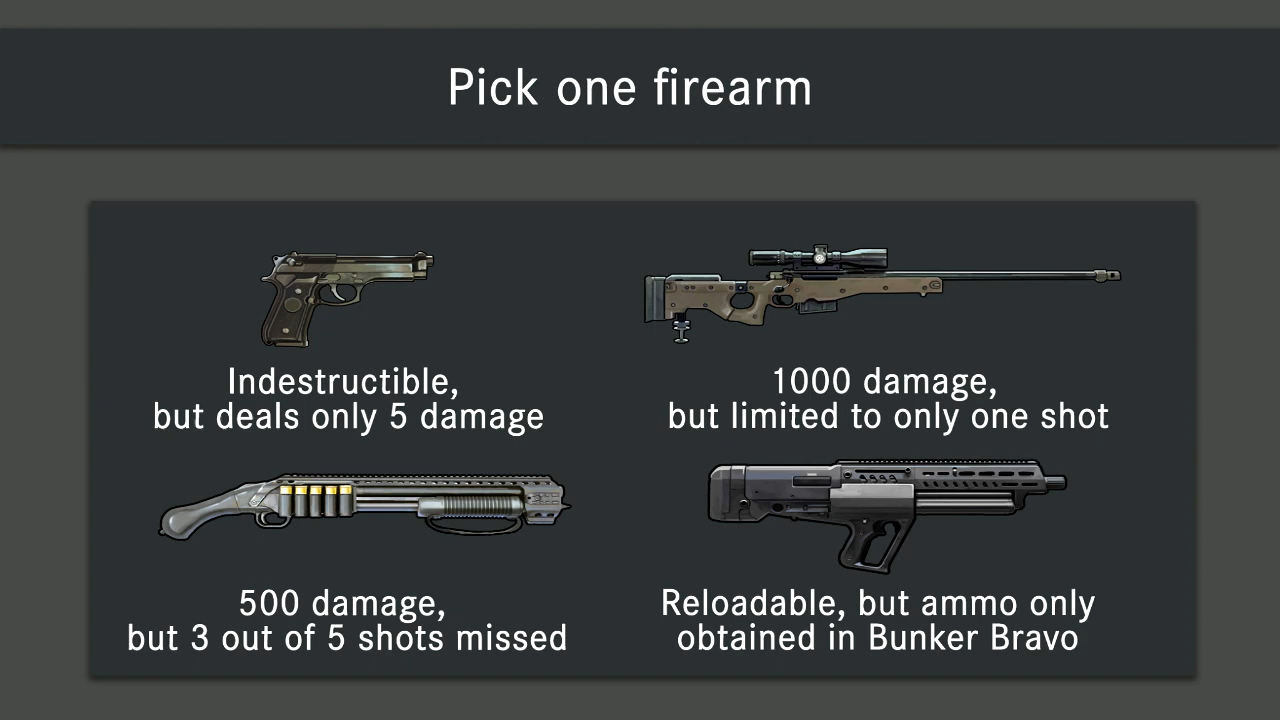 Pick one firearm
Indestructible,
but deals only 5 damage
1000 damage,
but limited to only one shot
500 damage,
but 3 out of 5 shots missed
Reloadable, but ammo only
obtained in Bunker Bravo